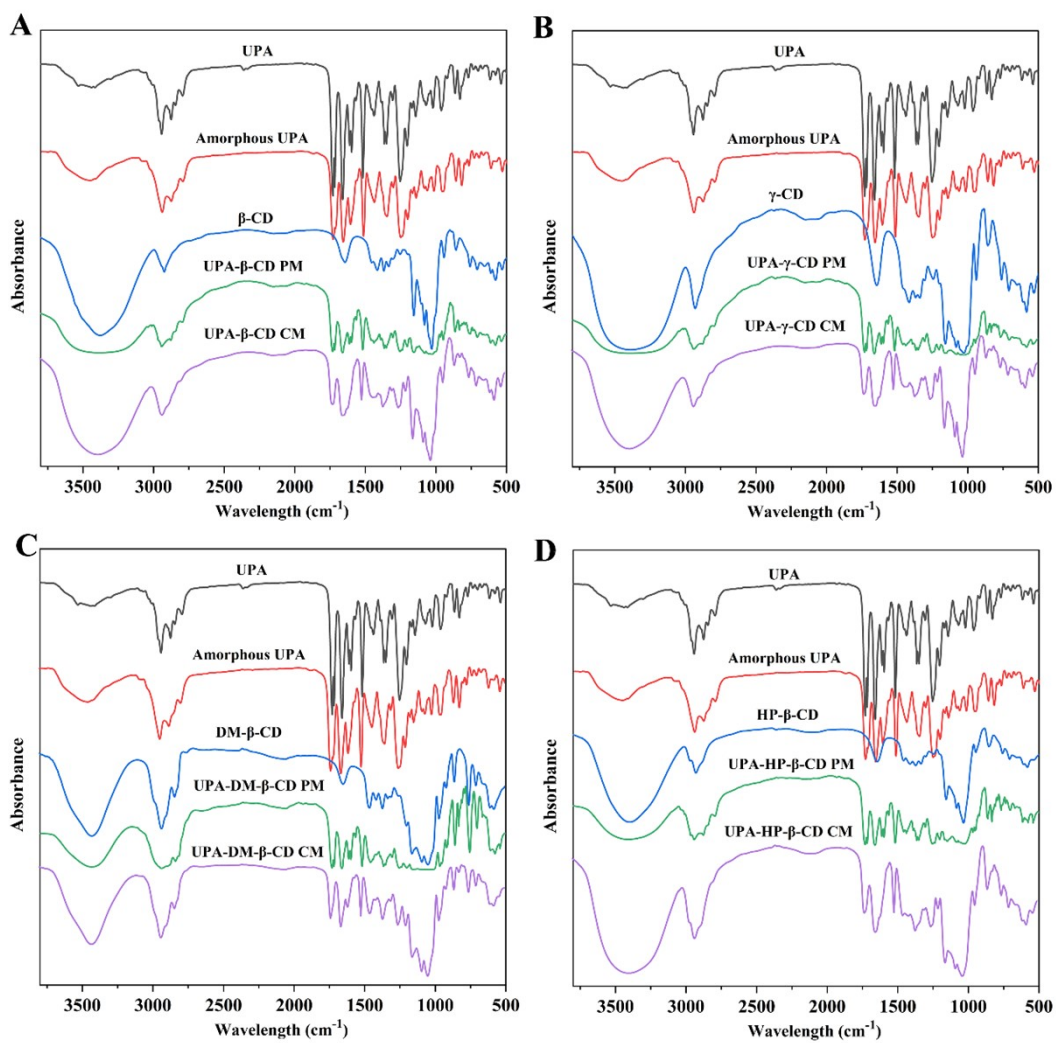 A
UPA
Amorphous UPA
β-CD
UPA-β-CD PM
UPA-β-CD CM
Absorbance
3500 3000 2500 2000 1500 1000 500
Wavelength (cm⁻¹)
B
UPA
Amorphous UPA
γ-CD
UPA-γ-CD PM
UPA-γ-CD CM
Absorbance
3500 3000 2500 2000 1500 1000 500
Wavelength (cm⁻¹)
C
UPA
Amorphous UPA
DM-β-CD
UPA-DM-β-CD PM
UPA-DM-β-CD CM
Absorbance
3500 3000 2500 2000 1500 1000 500
Wavelength (cm⁻¹)
D
UPA
Amorphous UPA
HP-β-CD
UPA-HP-β-CD PM
UPA-HP-β-CD CM
Absorbance
3500 3000 2500 2000 1500 1000 500
Wavelength (cm⁻¹)